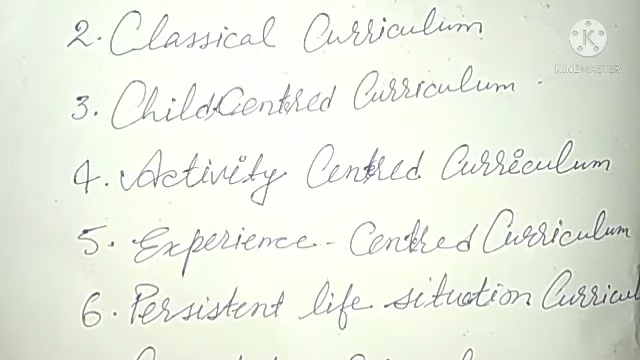 2. Classical Curriculum
KINEMASTER
3. Child Centred Curriculum
4. Activity Centred Curriculum
5. Experience-Centred Curriculum
6. Persistent life situation Curricul